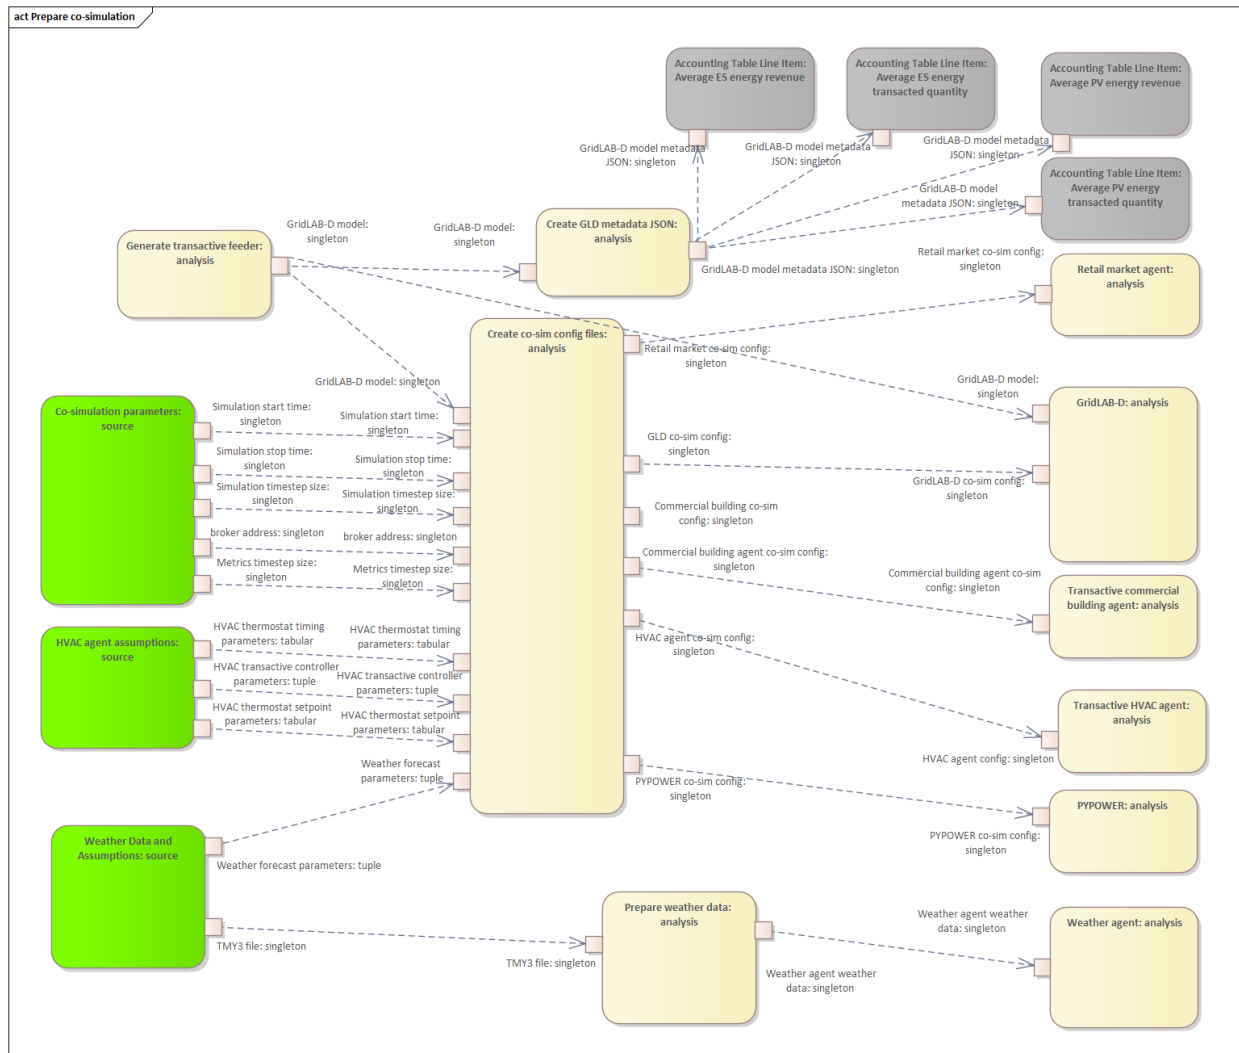 act Prepare co-simulation
Accounting Table Line Item:
Average ES energy revenue
Accounting Table Line Item:
Average ES energy
transacted quantity
Accounting Table Line Item:
Average PV energy revenue
GridLAB-D model metadata
JSON: singleton
GridLAB-D model metadata
JSON: singleton
GridLAB-D model metadata
JSON: singleton
Accounting Table Line Item:
Average PV energy
transacted quantity
GridLAB-D model
metadata JSON: singleton
GridLAB-D model:
singleton
GridLAB-D model:
singleton
Create GLD metadata JSON:
analysis
Generate transactive feeder:
analysis
GridLAB-D model metadata JSON: singleton
Retail market co-sim config:
singleton
Retail market agent:
analysis
Create co-sim config files:
analysis
Retail market co-sim config:
singleton
GridLAB-D model: singleton
GridLAB-D model:
singleton
GridLAB-D: analysis
Co-simulation parameters:
source
Simulation start time:
singleton
Simulation start time:
singleton
GLD co-sim config:
singleton
Simulation stop time:
singleton
Simulation stop time:
singleton
GridLAB-D co-sim config:
singleton
Simulation timestep size:
singleton
Simulation timestep size:
singleton
Commercial building co-sim
config: singleton
broker address: singleton
broker address: singleton
Commercial building agent co-sim config:
singleton
Metrics timestep size:
singleton
Metrics timestep size:
singleton
Commercial building agent co-sim
config: singleton
Transactive commercial
building agent: analysis
HVAC agent assumptions:
source
HVAC thermostat timing
parameters: tabular
HVAC thermostat timing
parameters: tabular
HVAC agent co-sim config:
singleton
HVAC transactive controller
parameters: tuple
HVAC transactive controller
parameters: tuple
HVAC thermostat setpoint
parameters: tabular
HVAC thermostat setpoint
parameters: tabular
Transactive HVAC agent:
analysis
HVAC agent config: singleton
Weather forecast
parameters: tuple
PYPOWER co-sim config:
singleton
PYPOWER: analysis
PYPOWER co-sim config:
singleton
Weather Data and
Assumptions: source
Weather forecast parameters: tuple
TMY3 file: singleton
Prepare weather data:
analysis
TMY3 file: singleton
Weather agent weather
data: singleton
Weather agent: analysis
Weather agent weather
data: singleton